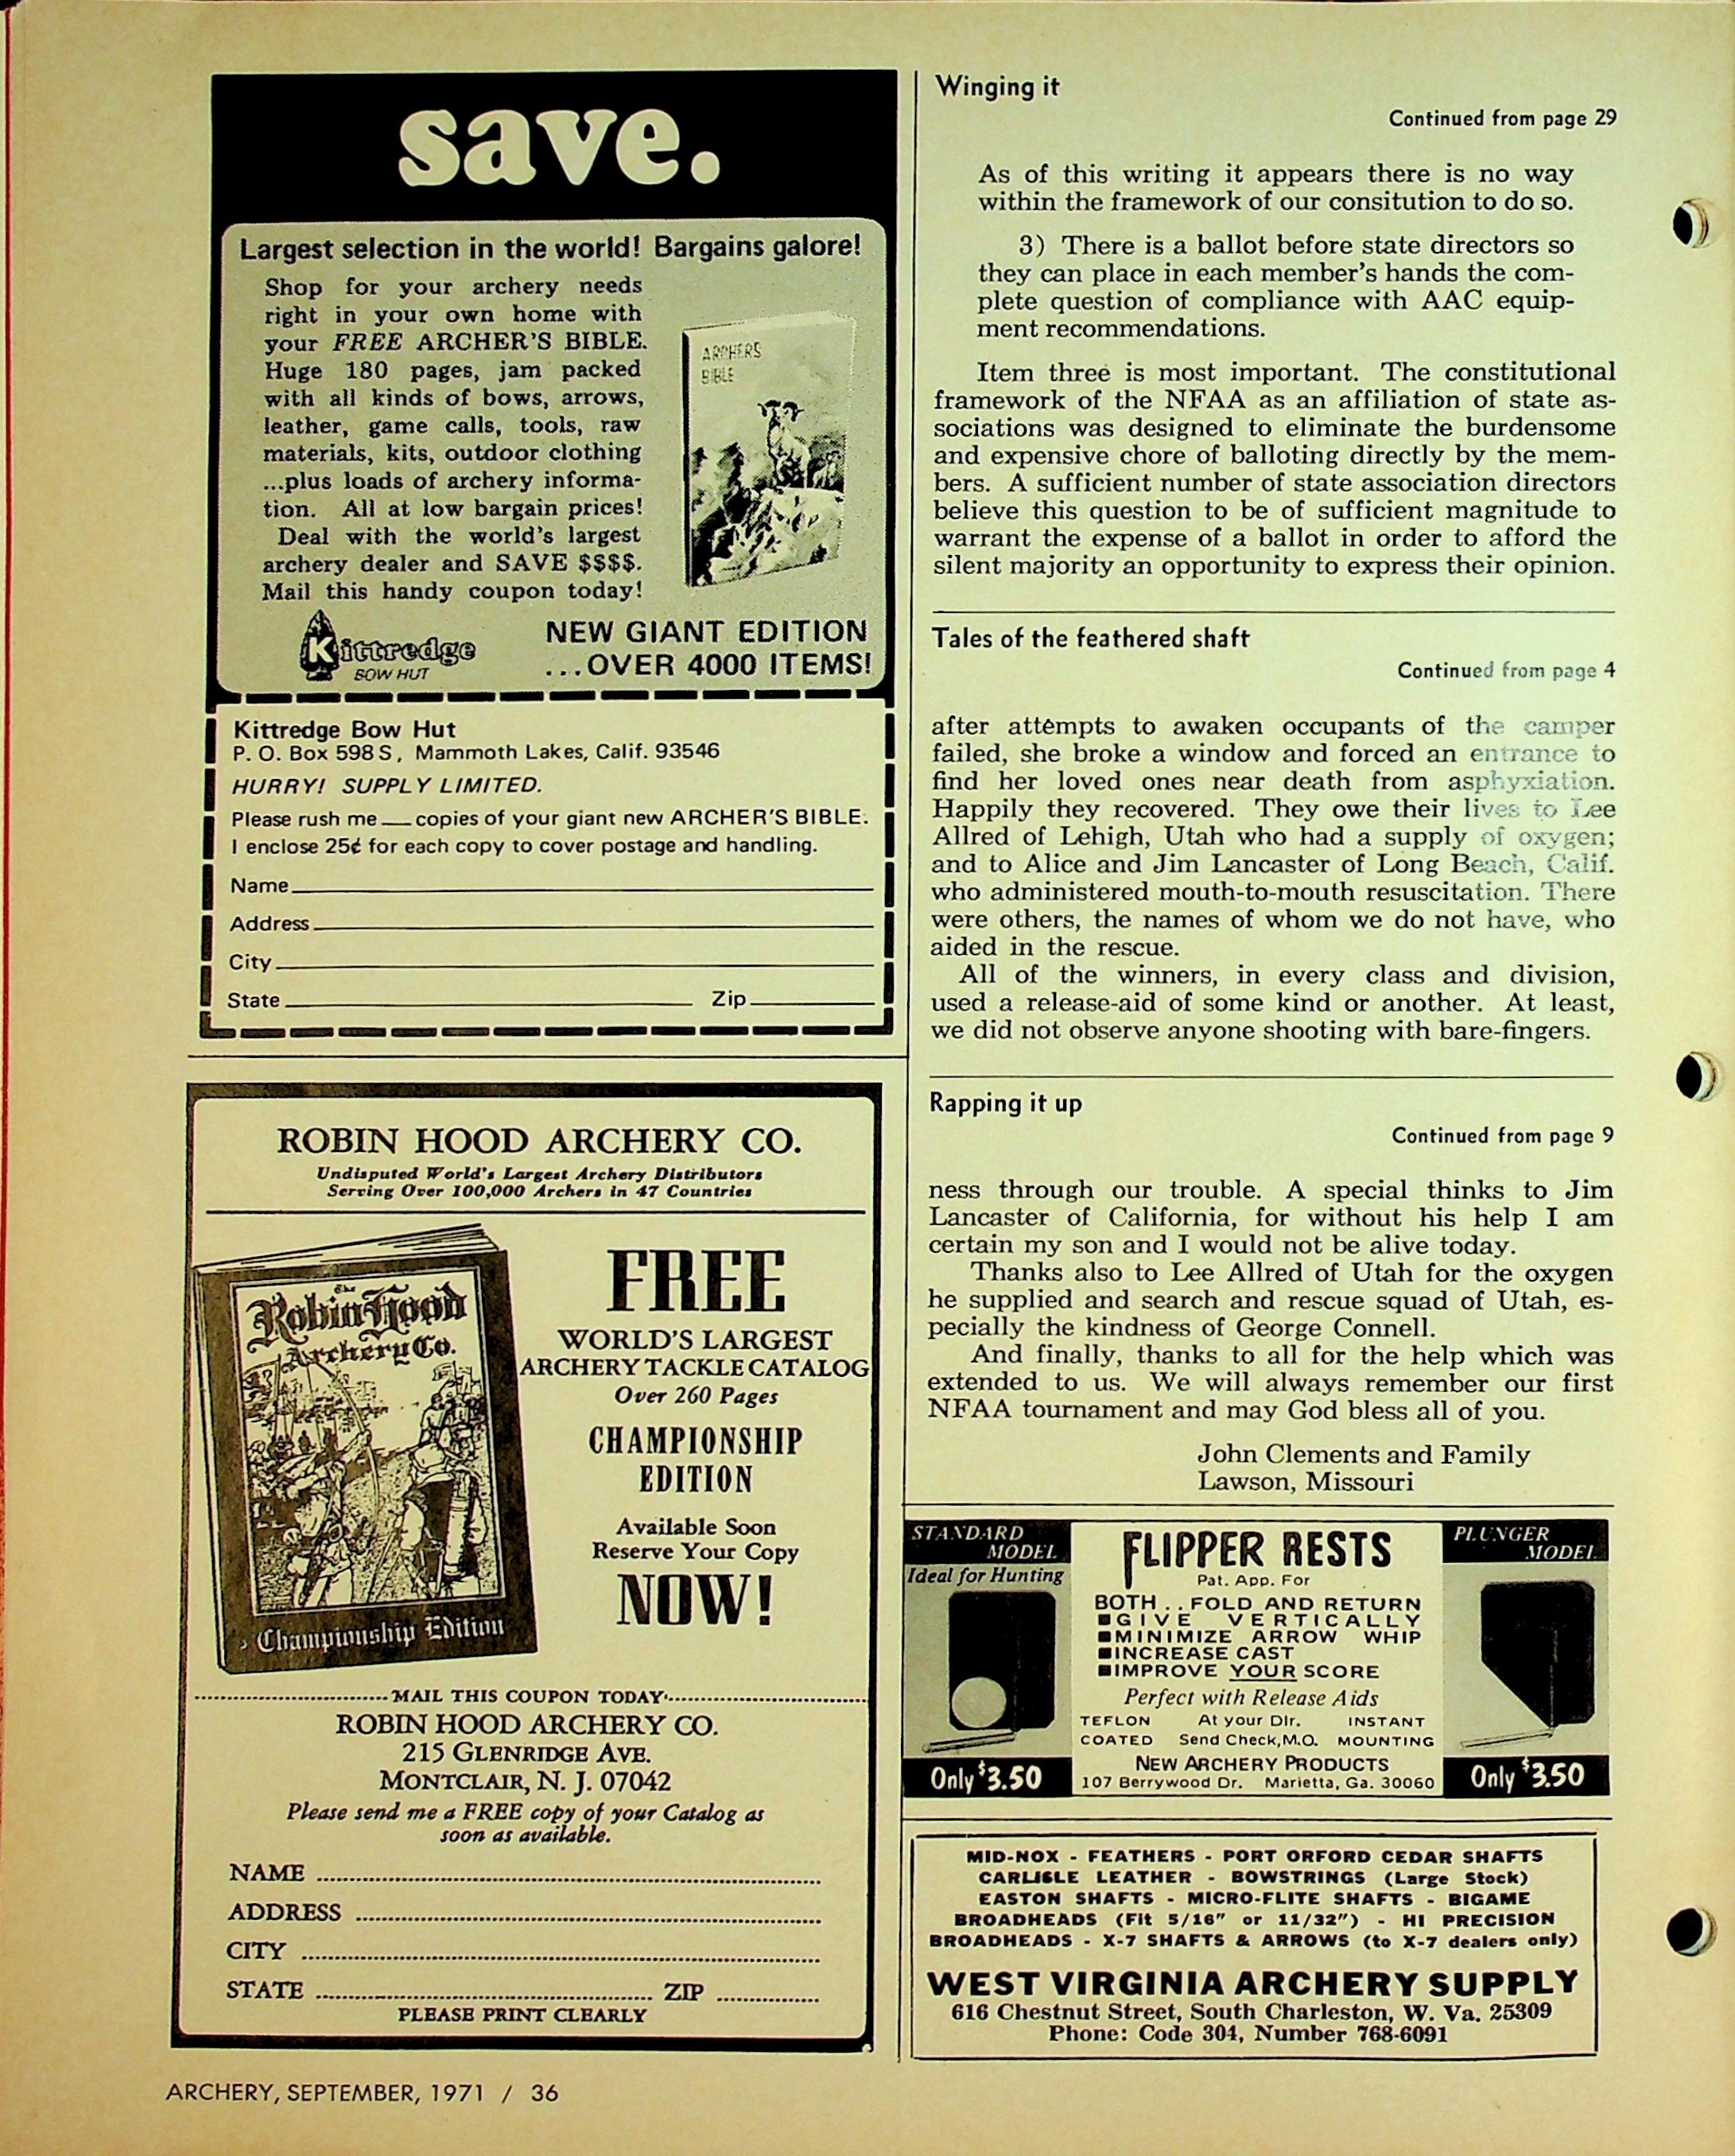 save.
Largest selection in the world! Bargains galore!
Shop for your archery needs
right in your own home with
your FREE ARCHER'S BIBLE.
Huge 180 pages, jam packed
with all kinds of bows, arrows,
leather, game calls, tools, raw
materials, kits, outdoor clothing
...plus loads of archery informa-
tion. All at low bargain prices!
Deal with the world's largest
archery dealer and SAVE $$$$.
Mail this handy coupon today!
ARCHERS
BIBLE
Kittredge
BOW HUT
NEW GIANT EDITION
...OVER 4000 ITEMS!
Kittredge Bow Hut
P. O. Box 598 S, Mammoth Lakes, Calif. 93546
HURRY! SUPPLY LIMITED.
Please rush me ___ copies of your giant new ARCHER'S BIBLE.
I enclose 25¢ for each copy to cover postage and handling.
Name
Address
City
State Zip
ROBIN HOOD ARCHERY CO.
Undisputed World's Largest Archery Distributors
Serving Over 100,000 Archers in 47 Countries
The
Robin Hood
Archery Co.
Championship Edition
FREE
WORLD'S LARGEST
ARCHERY TACKLE CATALOG
Over 260 Pages
CHAMPIONSHIP
EDITION
Available Soon
Reserve Your Copy
NOW!
MAIL THIS COUPON TODAY
ROBIN HOOD ARCHERY CO.
215 GLENRIDGE AVE.
MONTCLAIR, N. J. 07042
Please send me a FREE copy of your Catalog as
soon as available.
NAME
ADDRESS
CITY
STATE ZIP
PLEASE PRINT CLEARLY
Winging it
Continued from page 29
As of this writing it appears there is no way
within the framework of our consitution to do so.
3) There is a ballot before state directors so
they can place in each member's hands the com-
plete question of compliance with AAC equip-
ment recommendations.
Item three is most important. The constitutional
framework of the NFAA as an affiliation of state as-
sociations was designed to eliminate the burdensome
and expensive chore of balloting directly by the mem-
bers. A sufficient number of state association directors
believe this question to be of sufficient magnitude to
warrant the expense of a ballot in order to afford the
silent majority an opportunity to express their opinion.
Tales of the feathered shaft
Continued from page 4
after attempts to awaken occupants of the camper
failed, she broke a window and forced an entrance to
find her loved ones near death from asphyxiation.
Happily they recovered. They owe their lives to Lee
Allred of Lehigh, Utah who had a supply of oxygen;
and to Alice and Jim Lancaster of Long Beach, Calif.
who administered mouth-to-mouth resuscitation. There
were others, the names of whom we do not have, who
aided in the rescue.
All of the winners, in every class and division,
used a release-aid of some kind or another. At least,
we did not observe anyone shooting with bare-fingers.
Rapping it up
Continued from page 9
ness through our trouble. A special thinks to Jim
Lancaster of California, for without his help I am
certain my son and I would not be alive today.
Thanks also to Lee Allred of Utah for the oxygen
he supplied and search and rescue squad of Utah, es-
pecially the kindness of George Connell.
And finally, thanks to all for the help which was
extended to us. We will always remember our first
NFAA tournament and may God bless all of you.
John Clements and Family
Lawson, Missouri
STANDARD
MODEL
Ideal for Hunting
Only $3.50
FLIPPER RESTS
Pat. App. For
BOTH . . FOLD AND RETURN
■GIVE VERTICALLY
■MINIMIZE ARROW WHIP
■INCREASE CAST
■IMPROVE YOUR SCORE
Perfect with Release Aids
TEFLON At your Dlr. INSTANT
COATED Send Check,M.O. MOUNTING
NEW ARCHERY PRODUCTS
107 Berrywood Dr. Marietta, Ga. 30060
PLUNGER
MODEL
Only $3.50
MID-NOX - FEATHERS - PORT ORFORD CEDAR SHAFTS
CARLISLE LEATHER - BOWSTRINGS (Large Stock)
EASTON SHAFTS - MICRO-FLITE SHAFTS - BIGAME
BROADHEADS (Fit 5/16" or 11/32") - HI PRECISION
BROADHEADS - X-7 SHAFTS & ARROWS (to X-7 dealers only)
WEST VIRGINIA ARCHERY SUPPLY
616 Chestnut Street, South Charleston, W. Va. 25309
Phone: Code 304, Number 768-6091
ARCHERY, SEPTEMBER, 1971 / 36